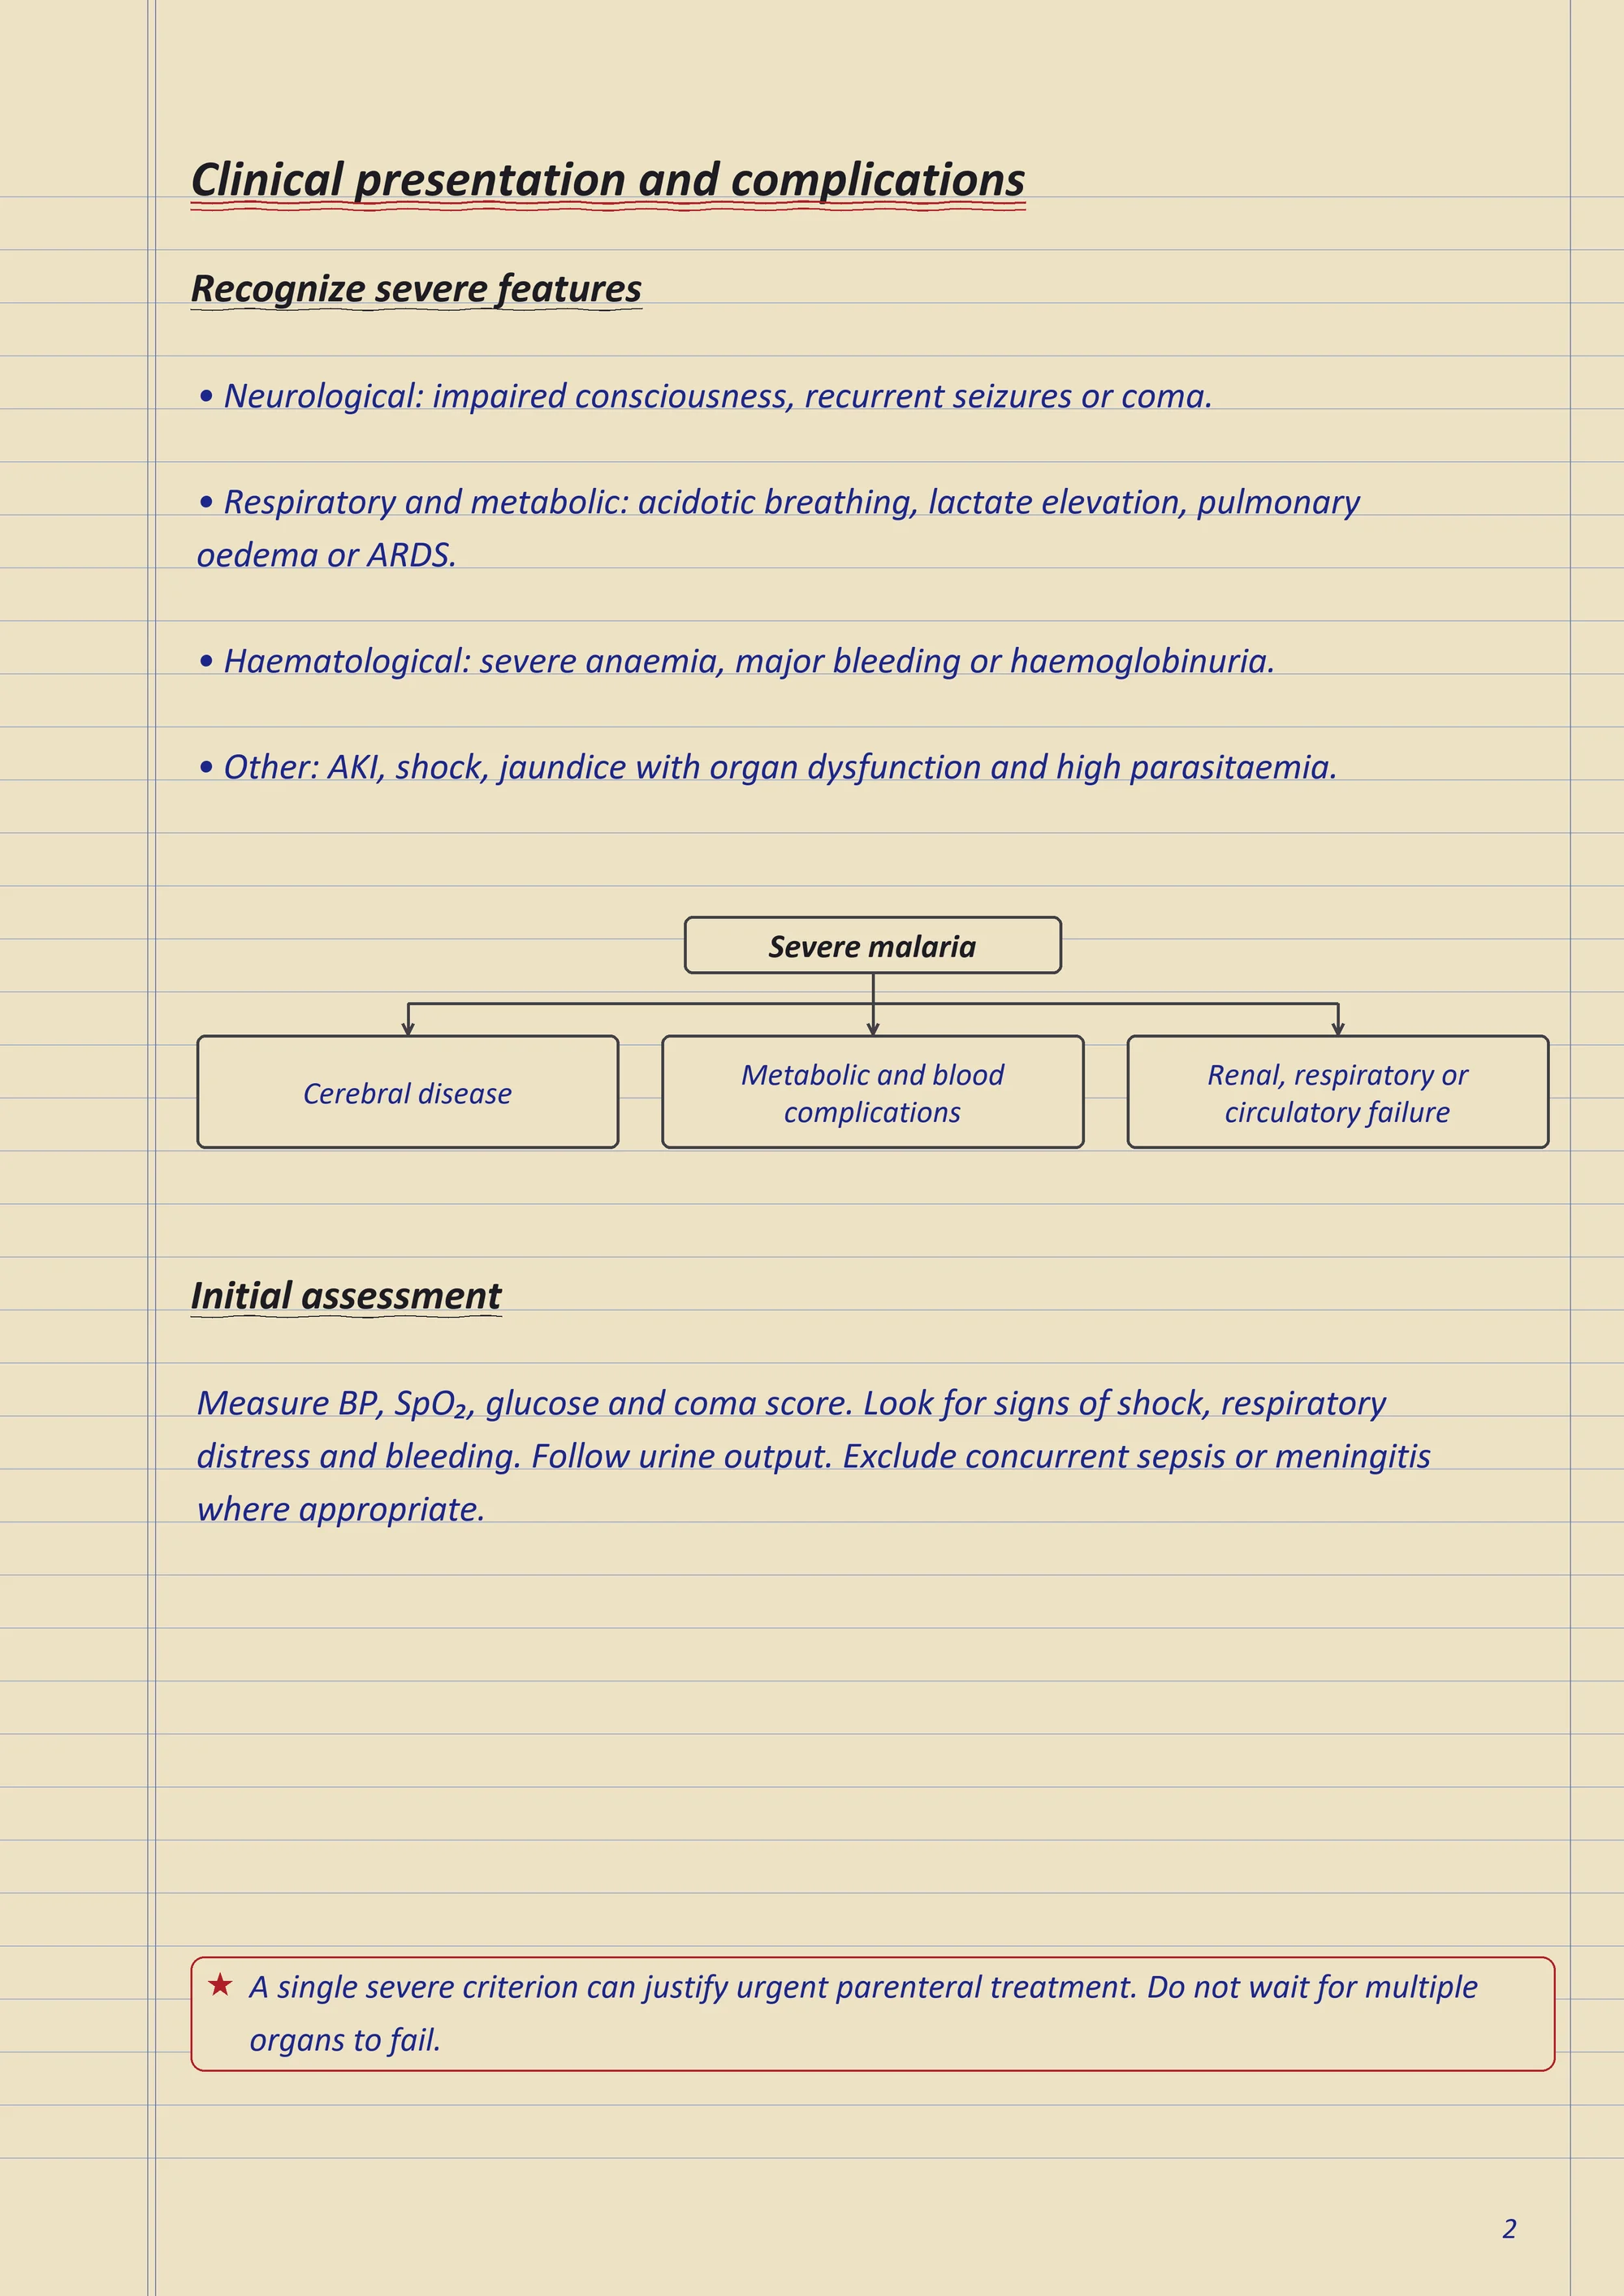 Clinical presentation and complications
Recognize severe features
• Neurological: impaired consciousness, recurrent seizures or coma.
• Respiratory and metabolic: acidotic breathing, lactate elevation, pulmonary
oedema or ARDS.
• Haematological: severe anaemia, major bleeding or haemoglobinuria.
• Other: AKI, shock, jaundice with organ dysfunction and high parasitaemia.
Severe malaria
Cerebral disease
Metabolic and blood
complications
Renal, respiratory or
circulatory failure
Initial assessment
Measure BP, SpO₂, glucose and coma score. Look for signs of shock, respiratory
distress and bleeding. Follow urine output. Exclude concurrent sepsis or meningitis
where appropriate.
★ A single severe criterion can justify urgent parenteral treatment. Do not wait for multiple
organs to fail.
2